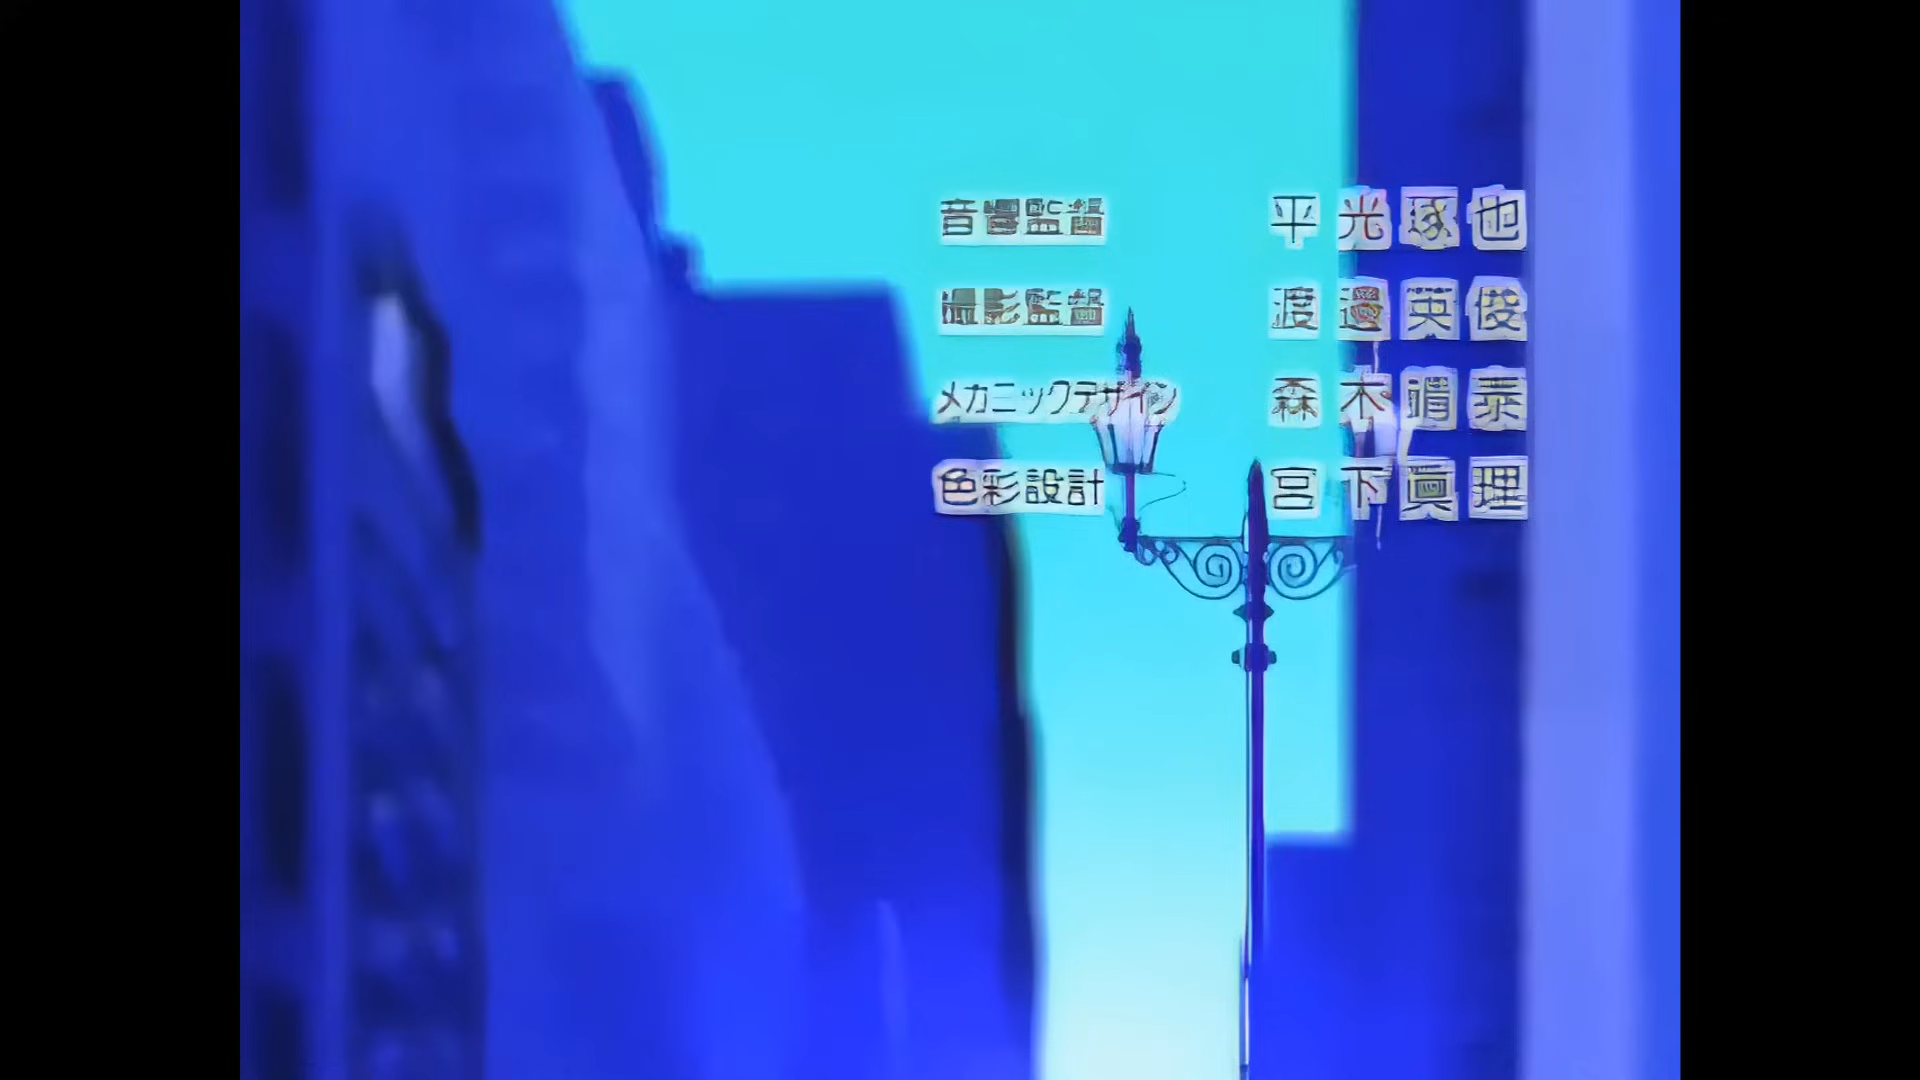 音響監督 平光琢也
撮影監督 渡邊英俊
メカニックデザイン 森木靖泰
色彩設計 宮下眞理